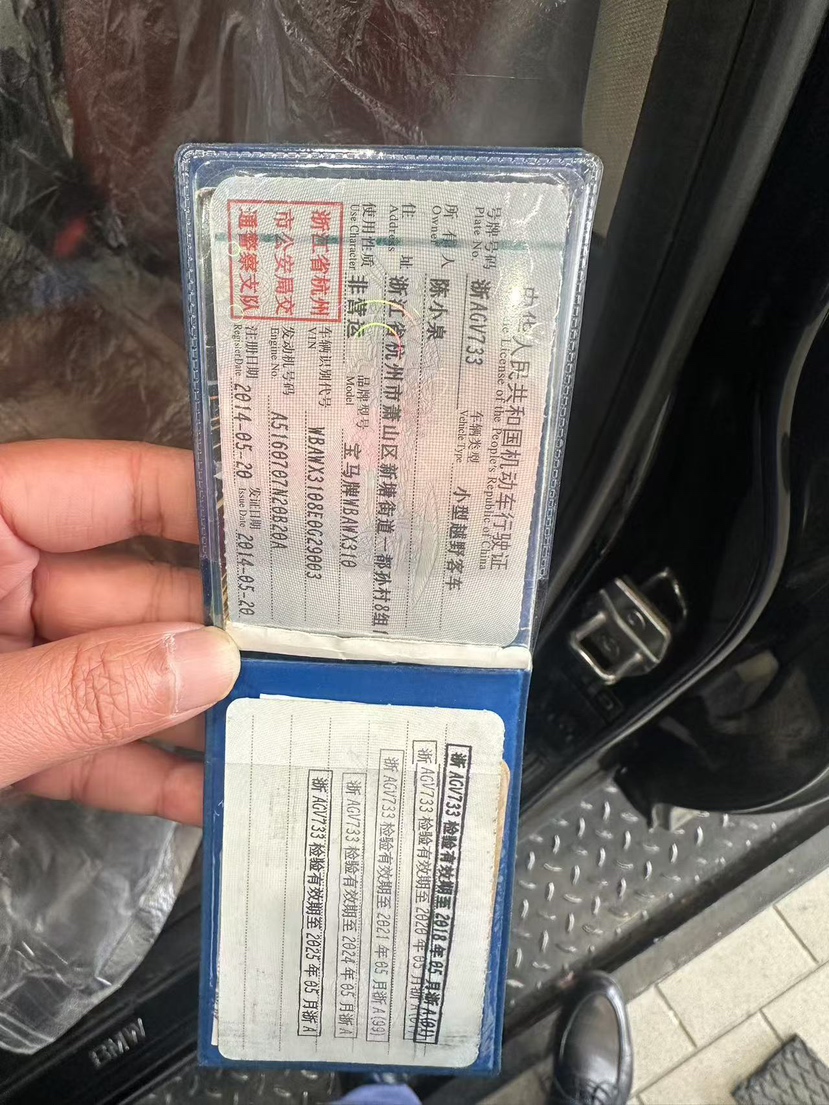 中华人民共和国机动车行驶证
License of the People's Republic of China
号牌号码 浙AGV733 车辆类型 小型越野客车
Plate No. Vehicle Type
所有人 陈小泉
Owner
住址 浙江省杭州市萧山区新塘街道一都孙村8组
Address
使用性质 非营运 品牌型号 宝马牌WBAWX310
Use Character Model
浙江省杭州
市公安局交
通警察支队
车辆识别代号 WBAWX3108E0G29003
VIN
发动机号码 A5160707N20B20A
Engine No.
注册日期 2014-05-20 发证日期 2014-05-20
Register Date Issue Date
浙AGV733 检验有效期至2018年05月浙A(01)
浙AGV733 检验有效期至2020年05月浙A
浙AGV733 检验有效期至2021年05月浙A(99)
浙AGV733 检验有效期至2024年05月浙A
浙AGV733 检验有效期至2025年05月浙A
BMW